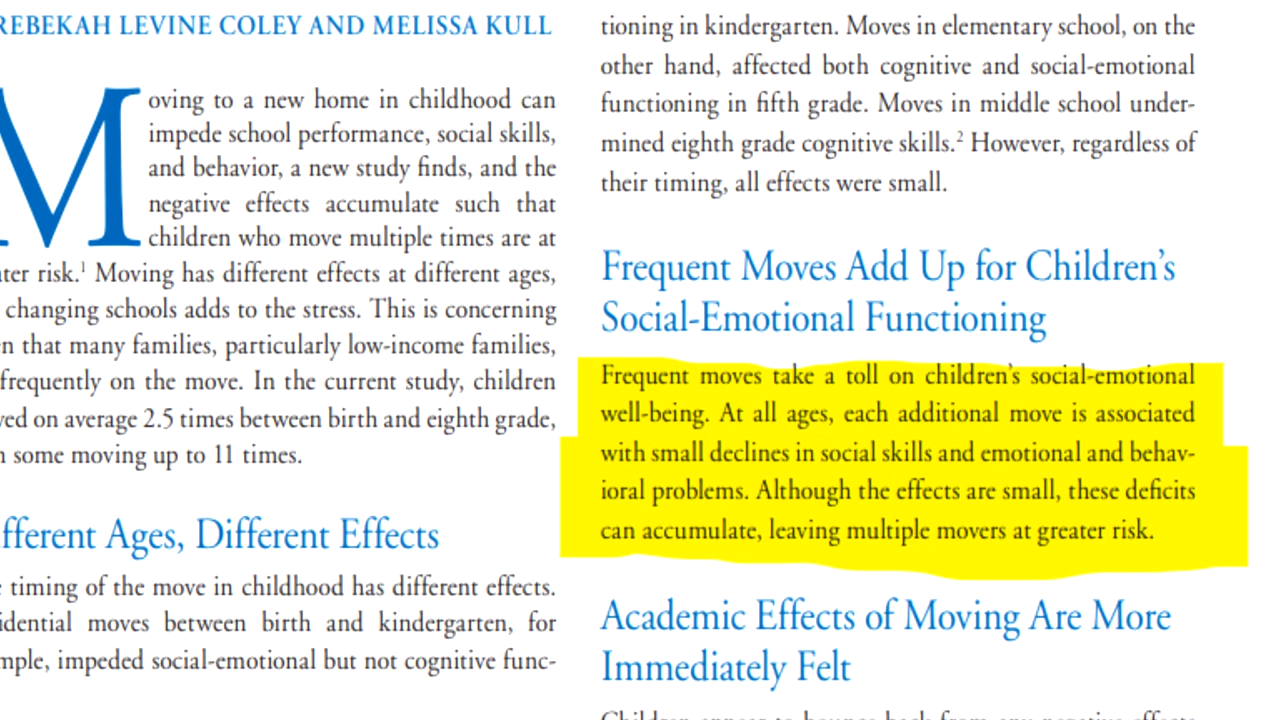 REBEKAH LEVINE COLEY AND MELISSA KULL
Moving to a new home in childhood can
impede school performance, social skills,
and behavior, a new study finds, and the
negative effects accumulate such that
children who move multiple times are at
risk.1 Moving has different effects at different ages,
changing schools adds to the stress. This is concerning
that many families, particularly low-income families,
frequently on the move. In the current study, children
on average 2.5 times between birth and eighth grade,
some moving up to 11 times.
Ages, Different Effects
timing of the move in childhood has different effects.
moves between birth and kindergarten, for
impeded social-emotional but not cognitive func-
tioning in kindergarten. Moves in elementary school, on the
other hand, affected both cognitive and social-emotional
functioning in fifth grade. Moves in middle school under-
mined eighth grade cognitive skills.2 However, regardless of
their timing, all effects were small.
Frequent Moves Add Up for Children's
Social-Emotional Functioning
Frequent moves take a toll on children's social-emotional
well-being. At all ages, each additional move is associated
with small declines in social skills and emotional and behav-
ioral problems. Although the effects are small, these deficits
can accumulate, leaving multiple movers at greater risk.
Academic Effects of Moving Are More
Immediately Felt